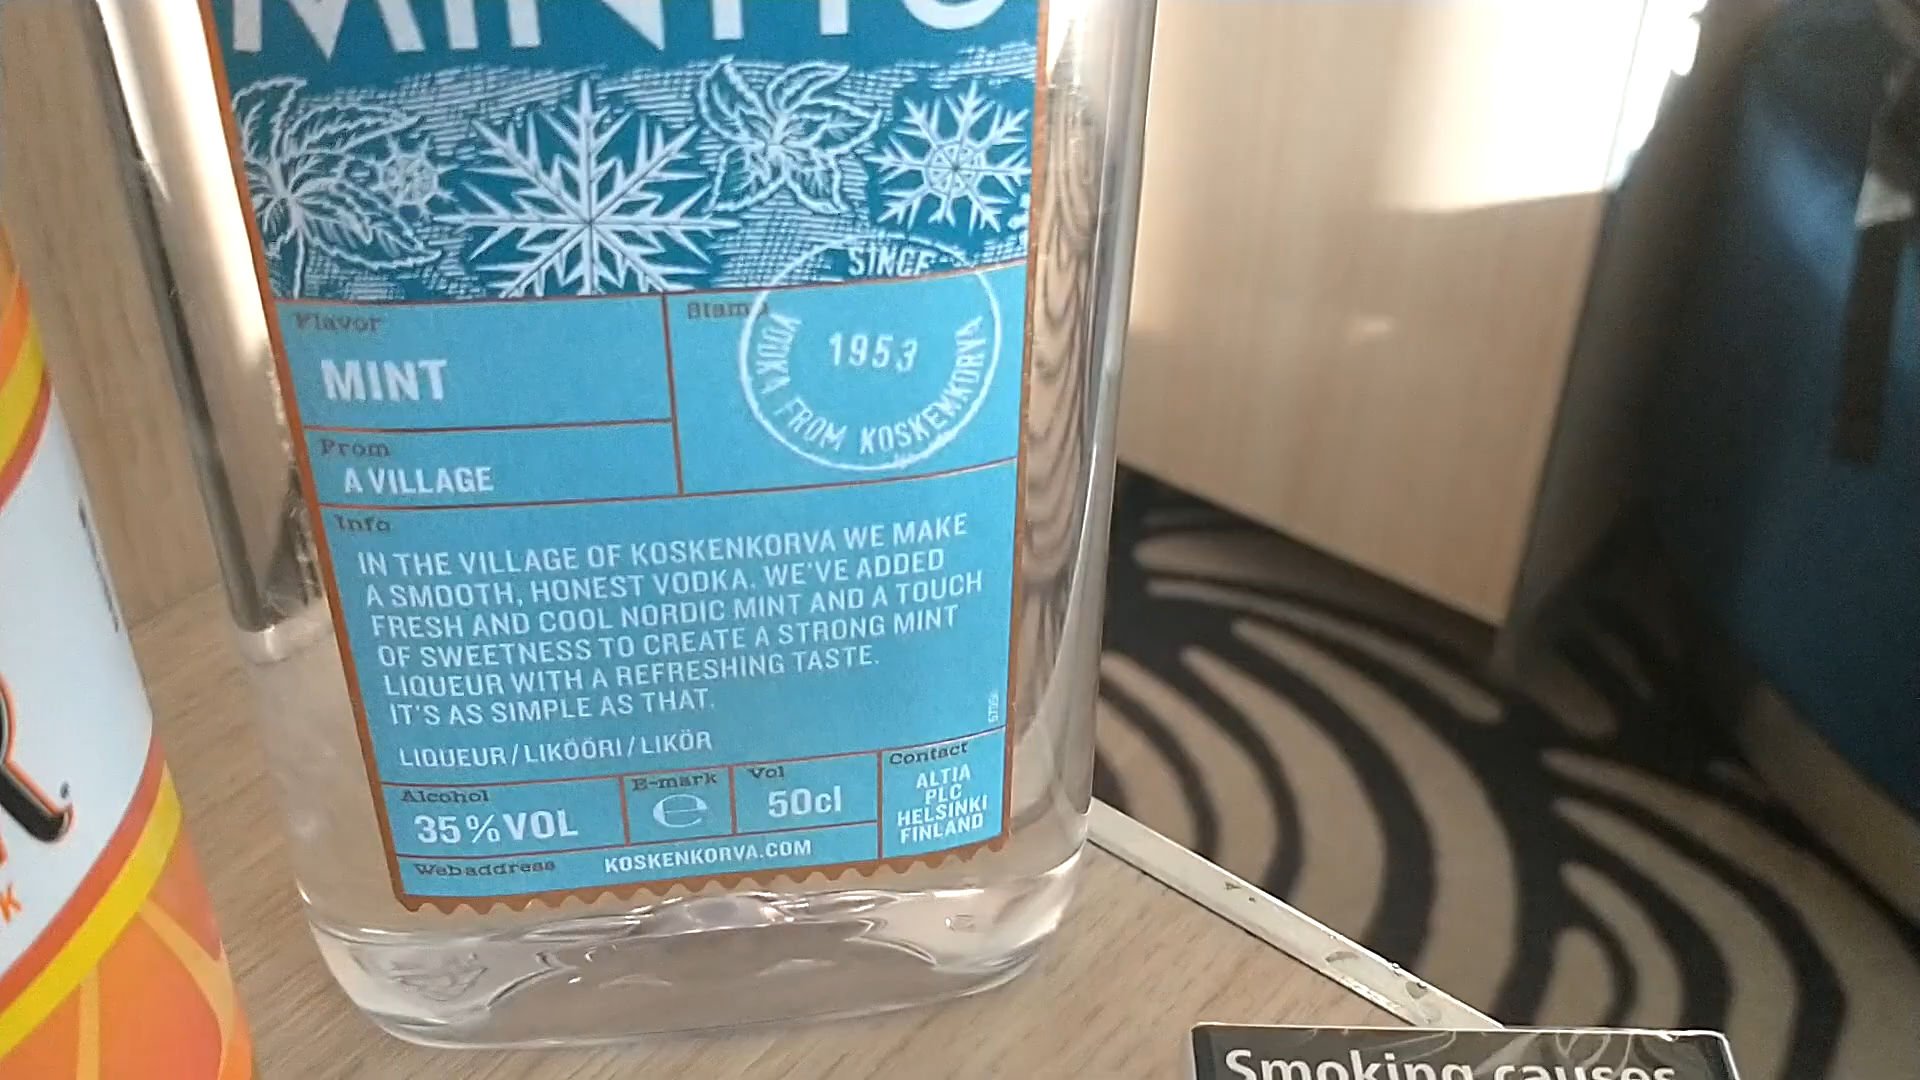 Flavor
MINT
From
A VILLAGE
Stamp
SINCE
1953
VODKA FROM KOSKENKORVA
Info
IN THE VILLAGE OF KOSKENKORVA WE MAKE
A SMOOTH, HONEST VODKA. WE'VE ADDED
FRESH AND COOL NORDIC MINT AND A TOUCH
OF SWEETNESS TO CREATE A STRONG MINT
LIQUEUR WITH A REFRESHING TASTE.
IT'S AS SIMPLE AS THAT.
LIQUEUR/LIKÖÖRI/LIKÖR
Alcohol
35% VOL
E-mark
e
Vol
50cl
Contact
ALTIA
PLC
HELSINKI
FINLAND
Webaddress
KOSKENKORVA.COM
Smoking causes